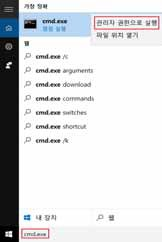 가장 정확
cmd.exe
명령 실행
관리자 권한으로 실행
파일 위치 열기
웹
cmd.exe /c
cmd.exe arguments
cmd.exe download
cmd.exe commands
cmd.exe switches
cmd.exe shortcut
cmd.exe /k
내 장치
웹
cmd.exe